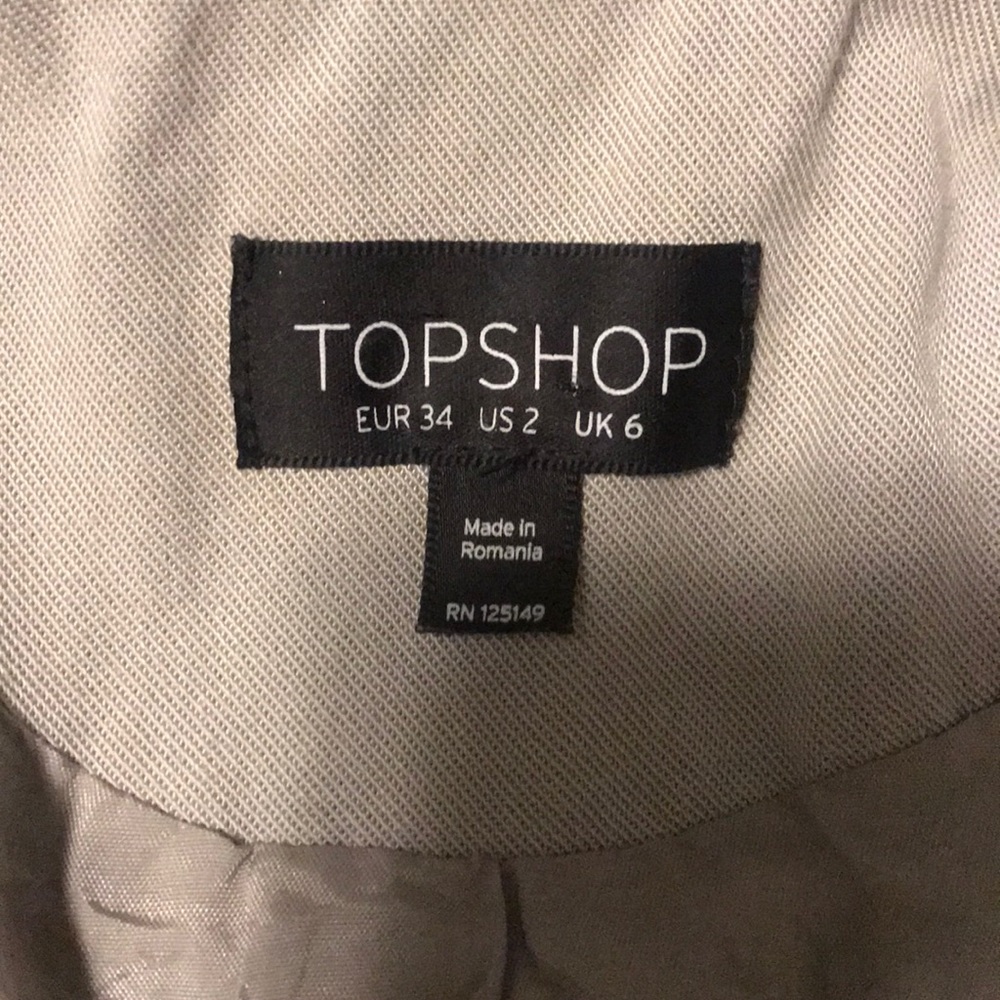 TOPSHOP
EUR 34 US 2 UK 6
Made in
Romania
RN 125149